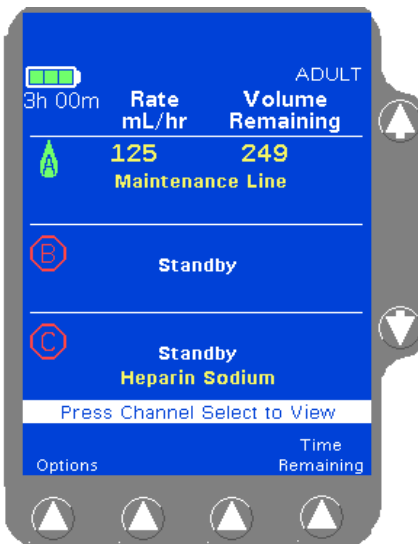 ADULT
3h 00m Rate Volume
mL/hr Remaining
A 125 249
Maintenance Line
B
Standby
C
Standby
Heparin Sodium
Press Channel Select to View
Time
Options Remaining